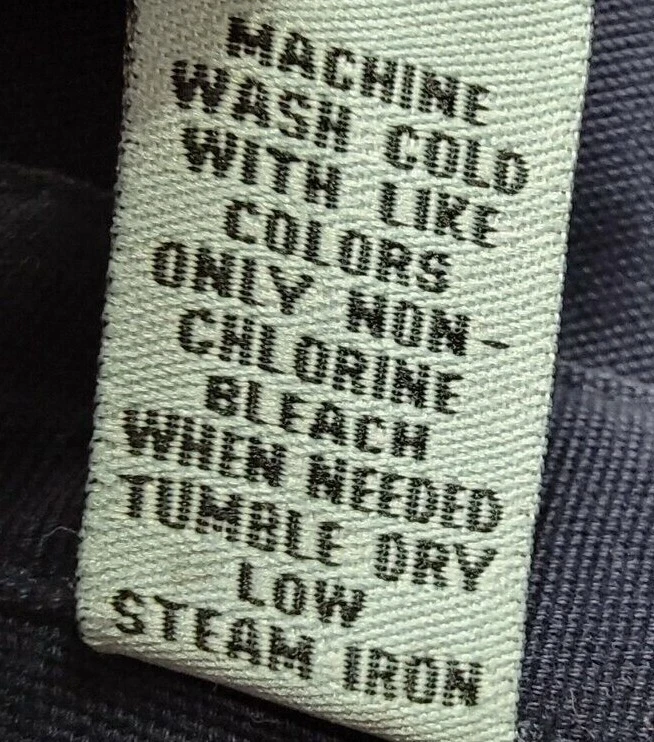 MACHINE
WASH COLD
WITH LIKE
COLORS
ONLY NON-
CHLORINE
BLEACH
WHEN NEEDED
TUMBLE DRY
LOW
STEAM IRON